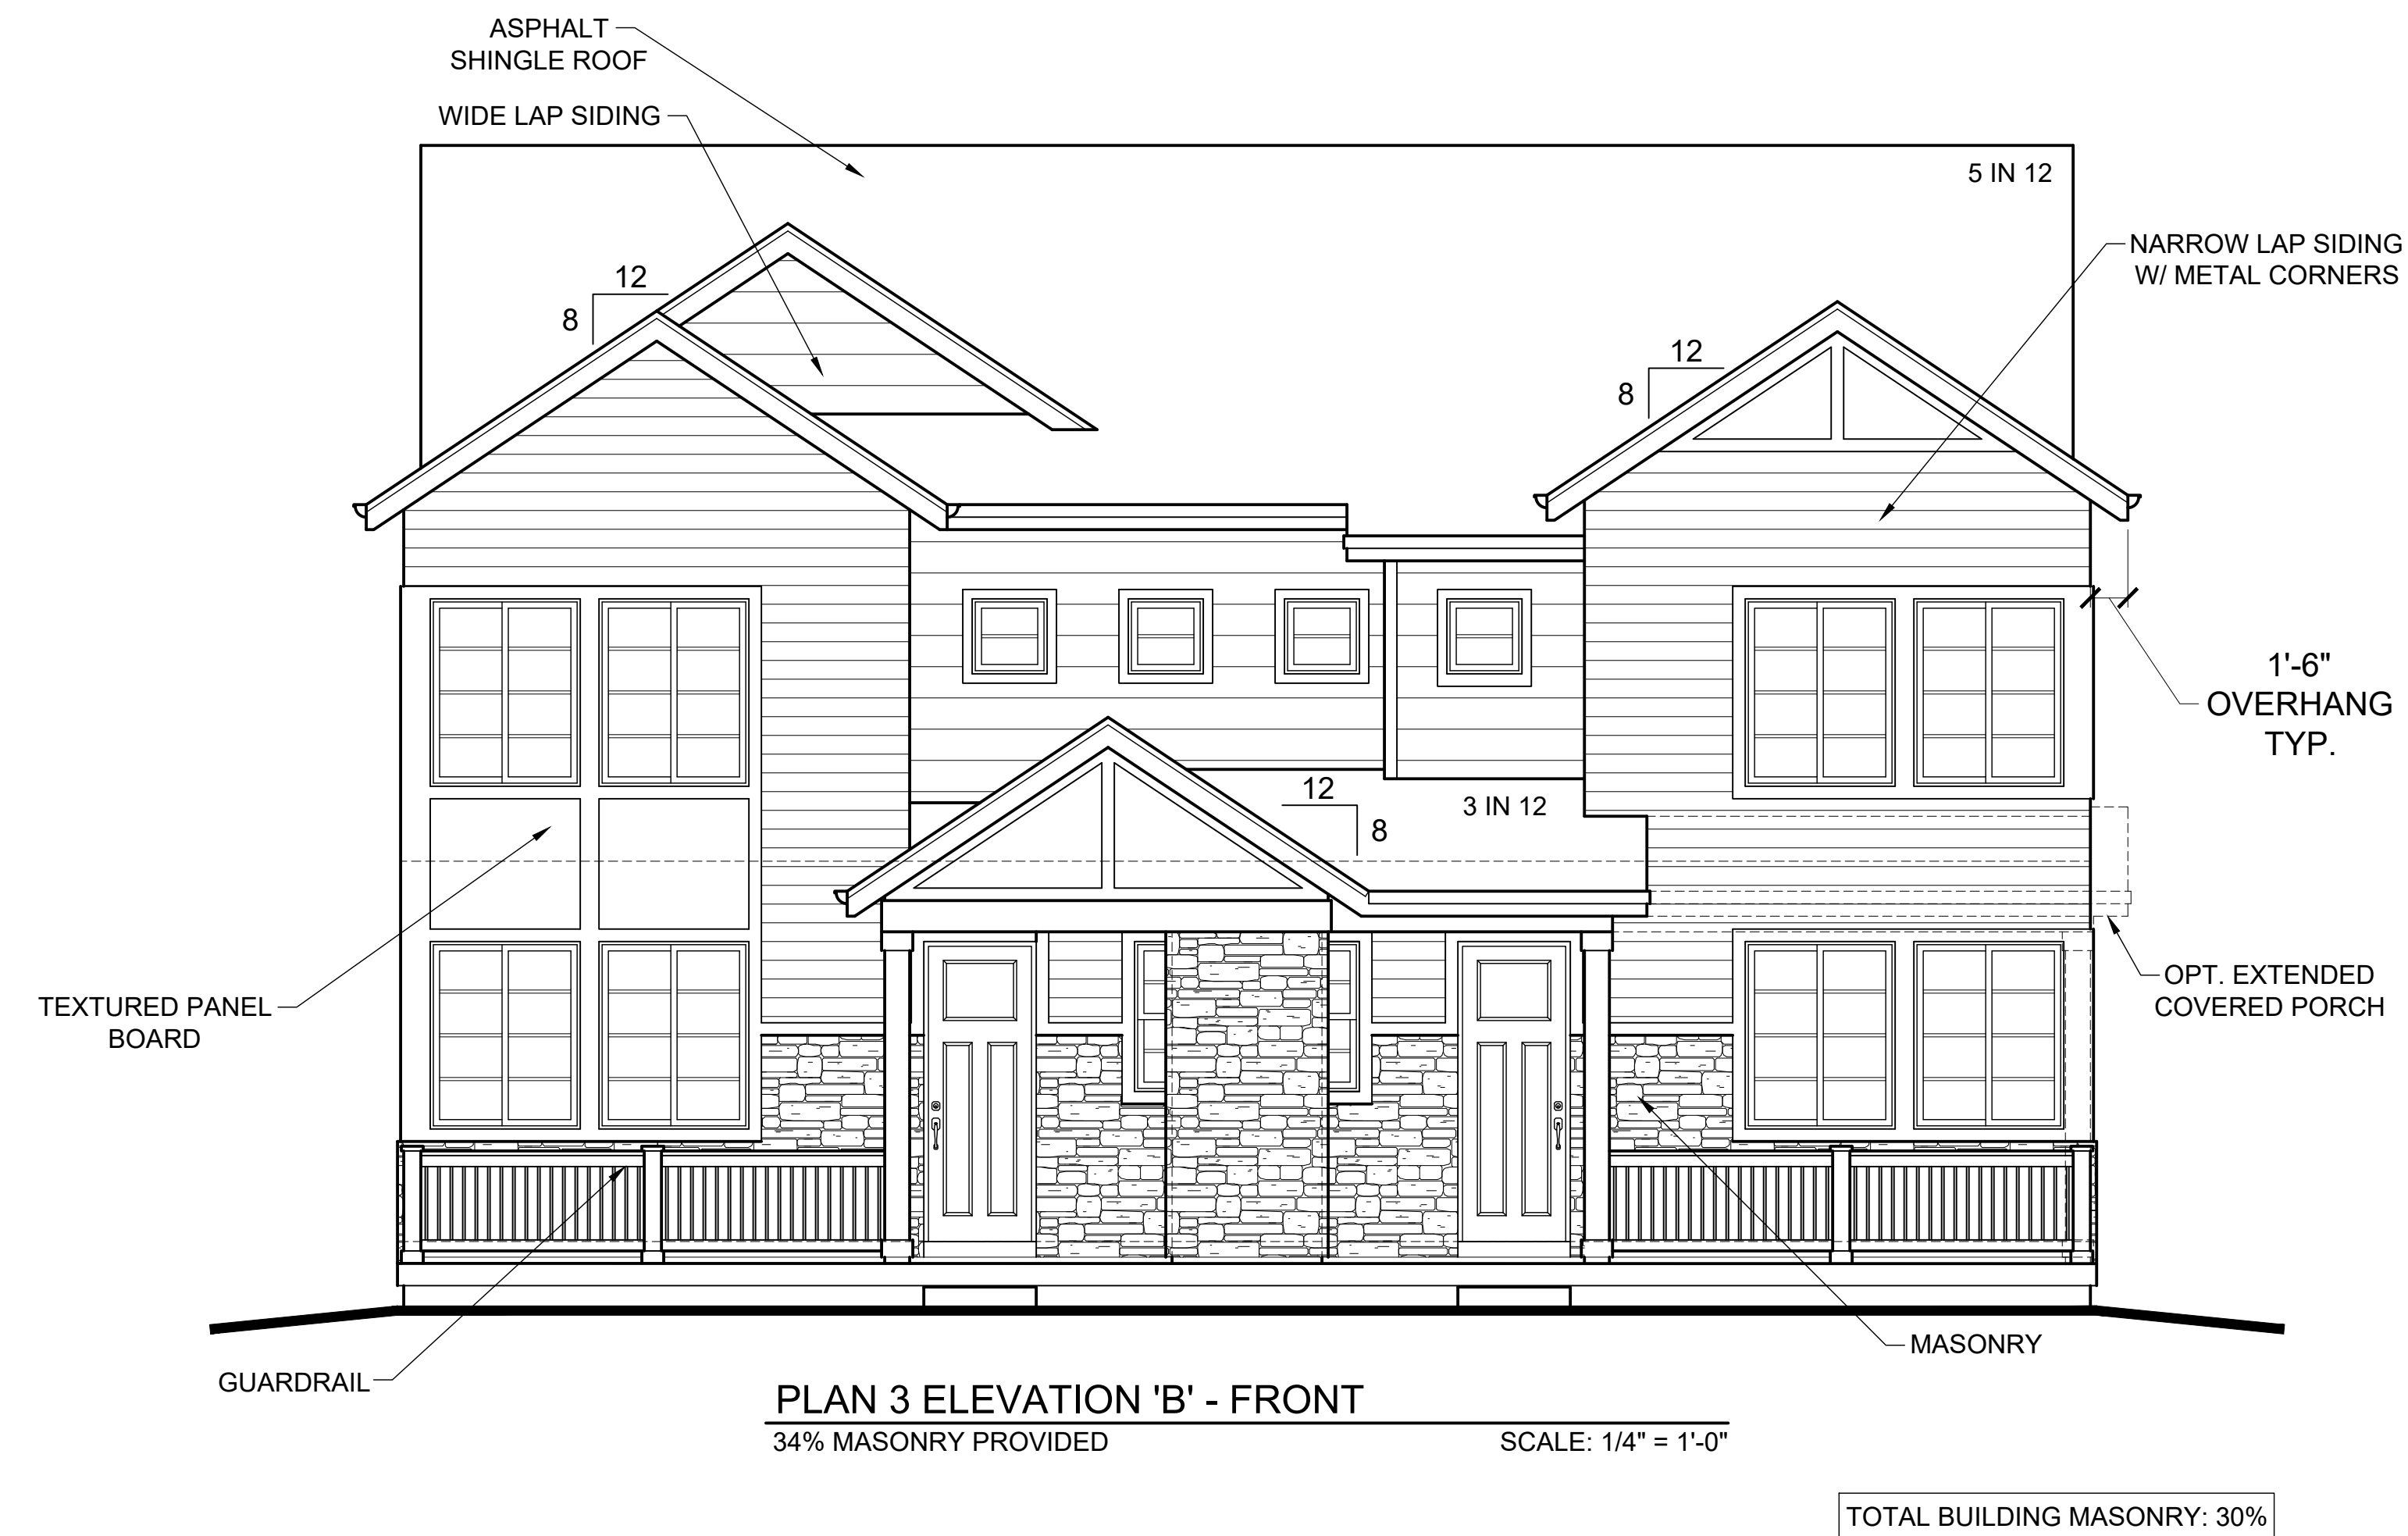 ASPHALT
SHINGLE ROOF
WIDE LAP SIDING
5 IN 12
NARROW LAP SIDING
W/ METAL CORNERS
12
8
12
8
1'-6"
OVERHANG
TYP.
12
8
3 IN 12
TEXTURED PANEL
BOARD
OPT. EXTENDED
COVERED PORCH
MASONRY
GUARDRAIL
PLAN 3 ELEVATION 'B' - FRONT
34% MASONRY PROVIDED
SCALE: 1/4" = 1'-0"
TOTAL BUILDING MASONRY: 30%